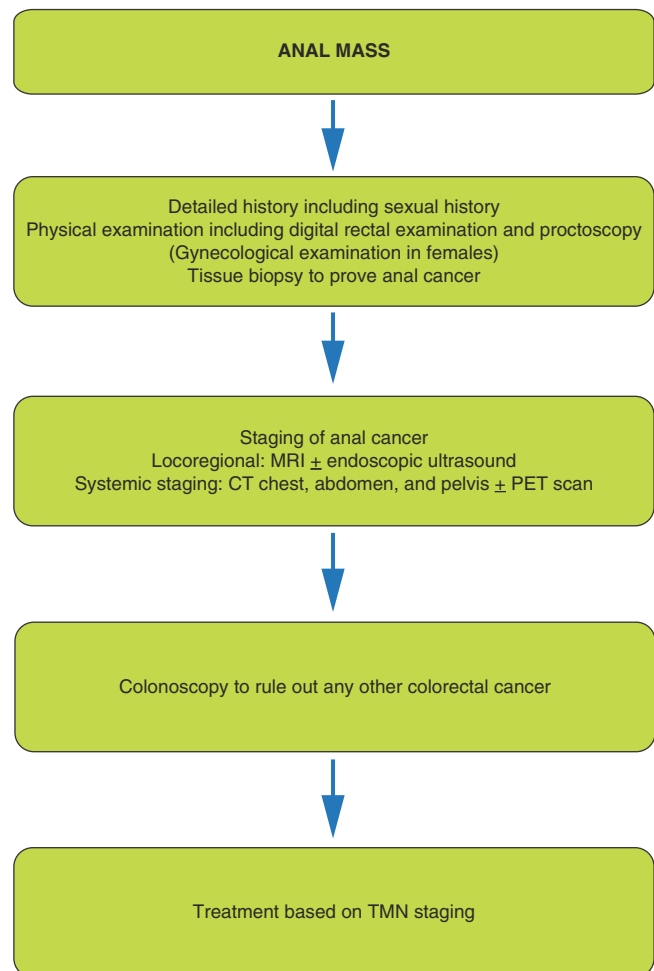 ANAL MASS
Detailed history including sexual history
Physical examination including digital rectal examination and proctoscopy
(Gynecological examination in females)
Tissue biopsy to prove anal cancer
Staging of anal cancer
Locoregional: MRI ± endoscopic ultrasound
Systemic staging: CT chest, abdomen, and pelvis ± PET scan
Colonoscopy to rule out any other colorectal cancer
Treatment based on TMN staging